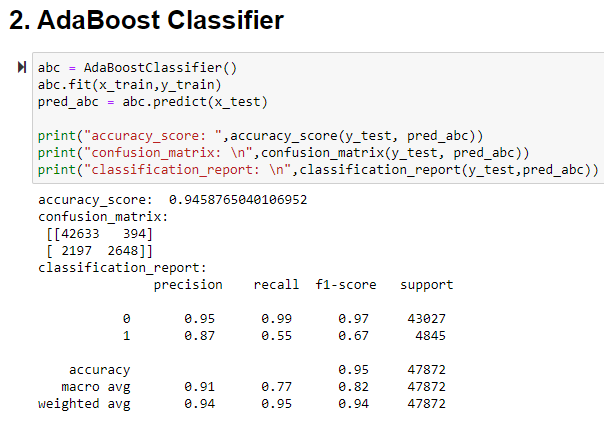 2. AdaBoost Classifier
abc = AdaBoostClassifier()
abc.fit(x_train,y_train)
pred_abc = abc.predict(x_test)
print("accuracy_score: ",accuracy_score(y_test, pred_abc))
print("confusion_matrix: \n",confusion_matrix(y_test, pred_abc))
print("classification_report: \n",classification_report(y_test,pred_abc))
accuracy_score:  0.9458765040106952
confusion_matrix:
[[42633   394]
[ 2197  2648]]
classification_report:
precision    recall  f1-score   support
0       0.95      0.99      0.97     43027
1       0.87      0.55      0.67      4845
accuracy                           0.95     47872
macro avg       0.91      0.77      0.82     47872
weighted avg       0.94      0.95      0.94     47872